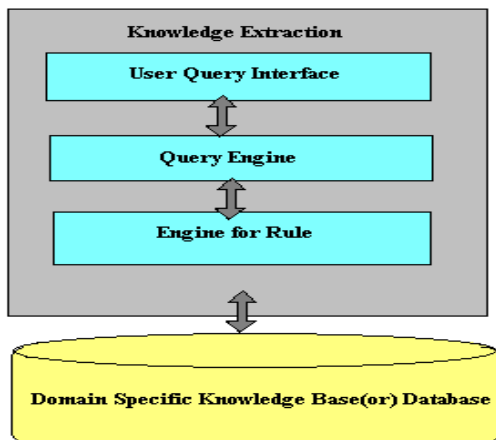 Knowledge Extraction
User Query Interface
Query Engine
Engine for Rule
Domain Specific Knowledge Base(or) Database